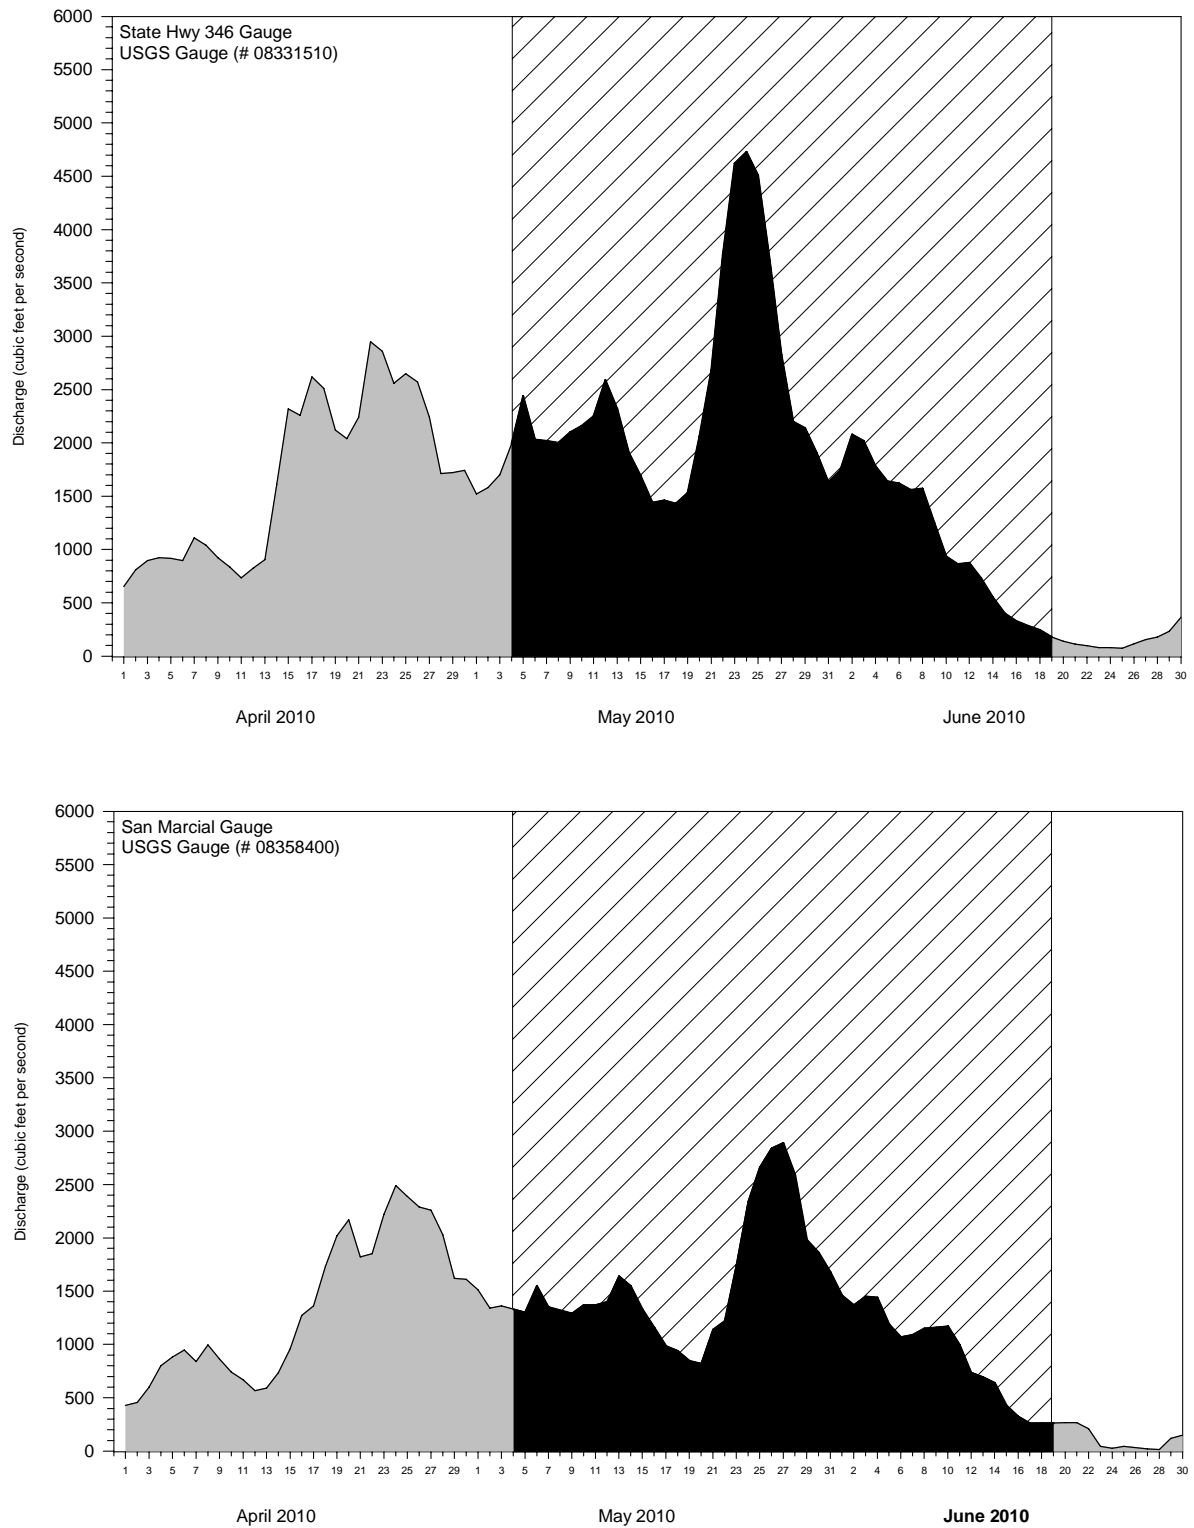 State Hwy 346 Gauge
USGS Gauge (# 08331510)
Discharge (cubic feet per second)
6000
5500
5000
4500
4000
3500
3000
2500
2000
1500
1000
500
0
1 3 5 7 9 11 13 15 17 19 21 23 25 27 29 1 3 5 7 9 11 13 15 17 19 21 23 25 27 29 31 2 4 6 8 10 12 14 16 18 20 22 24 26 28 30
April 2010 May 2010 June 2010
San Marcial Gauge
USGS Gauge (# 08358400)
Discharge (cubic feet per second)
6000
5500
5000
4500
4000
3500
3000
2500
2000
1500
1000
500
0
1 3 5 7 9 11 13 15 17 19 21 23 25 27 29 1 3 5 7 9 11 13 15 17 19 21 23 25 27 29 31 2 4 6 8 10 12 14 16 18 20 22 24 26 28 30
April 2010 May 2010 June 2010